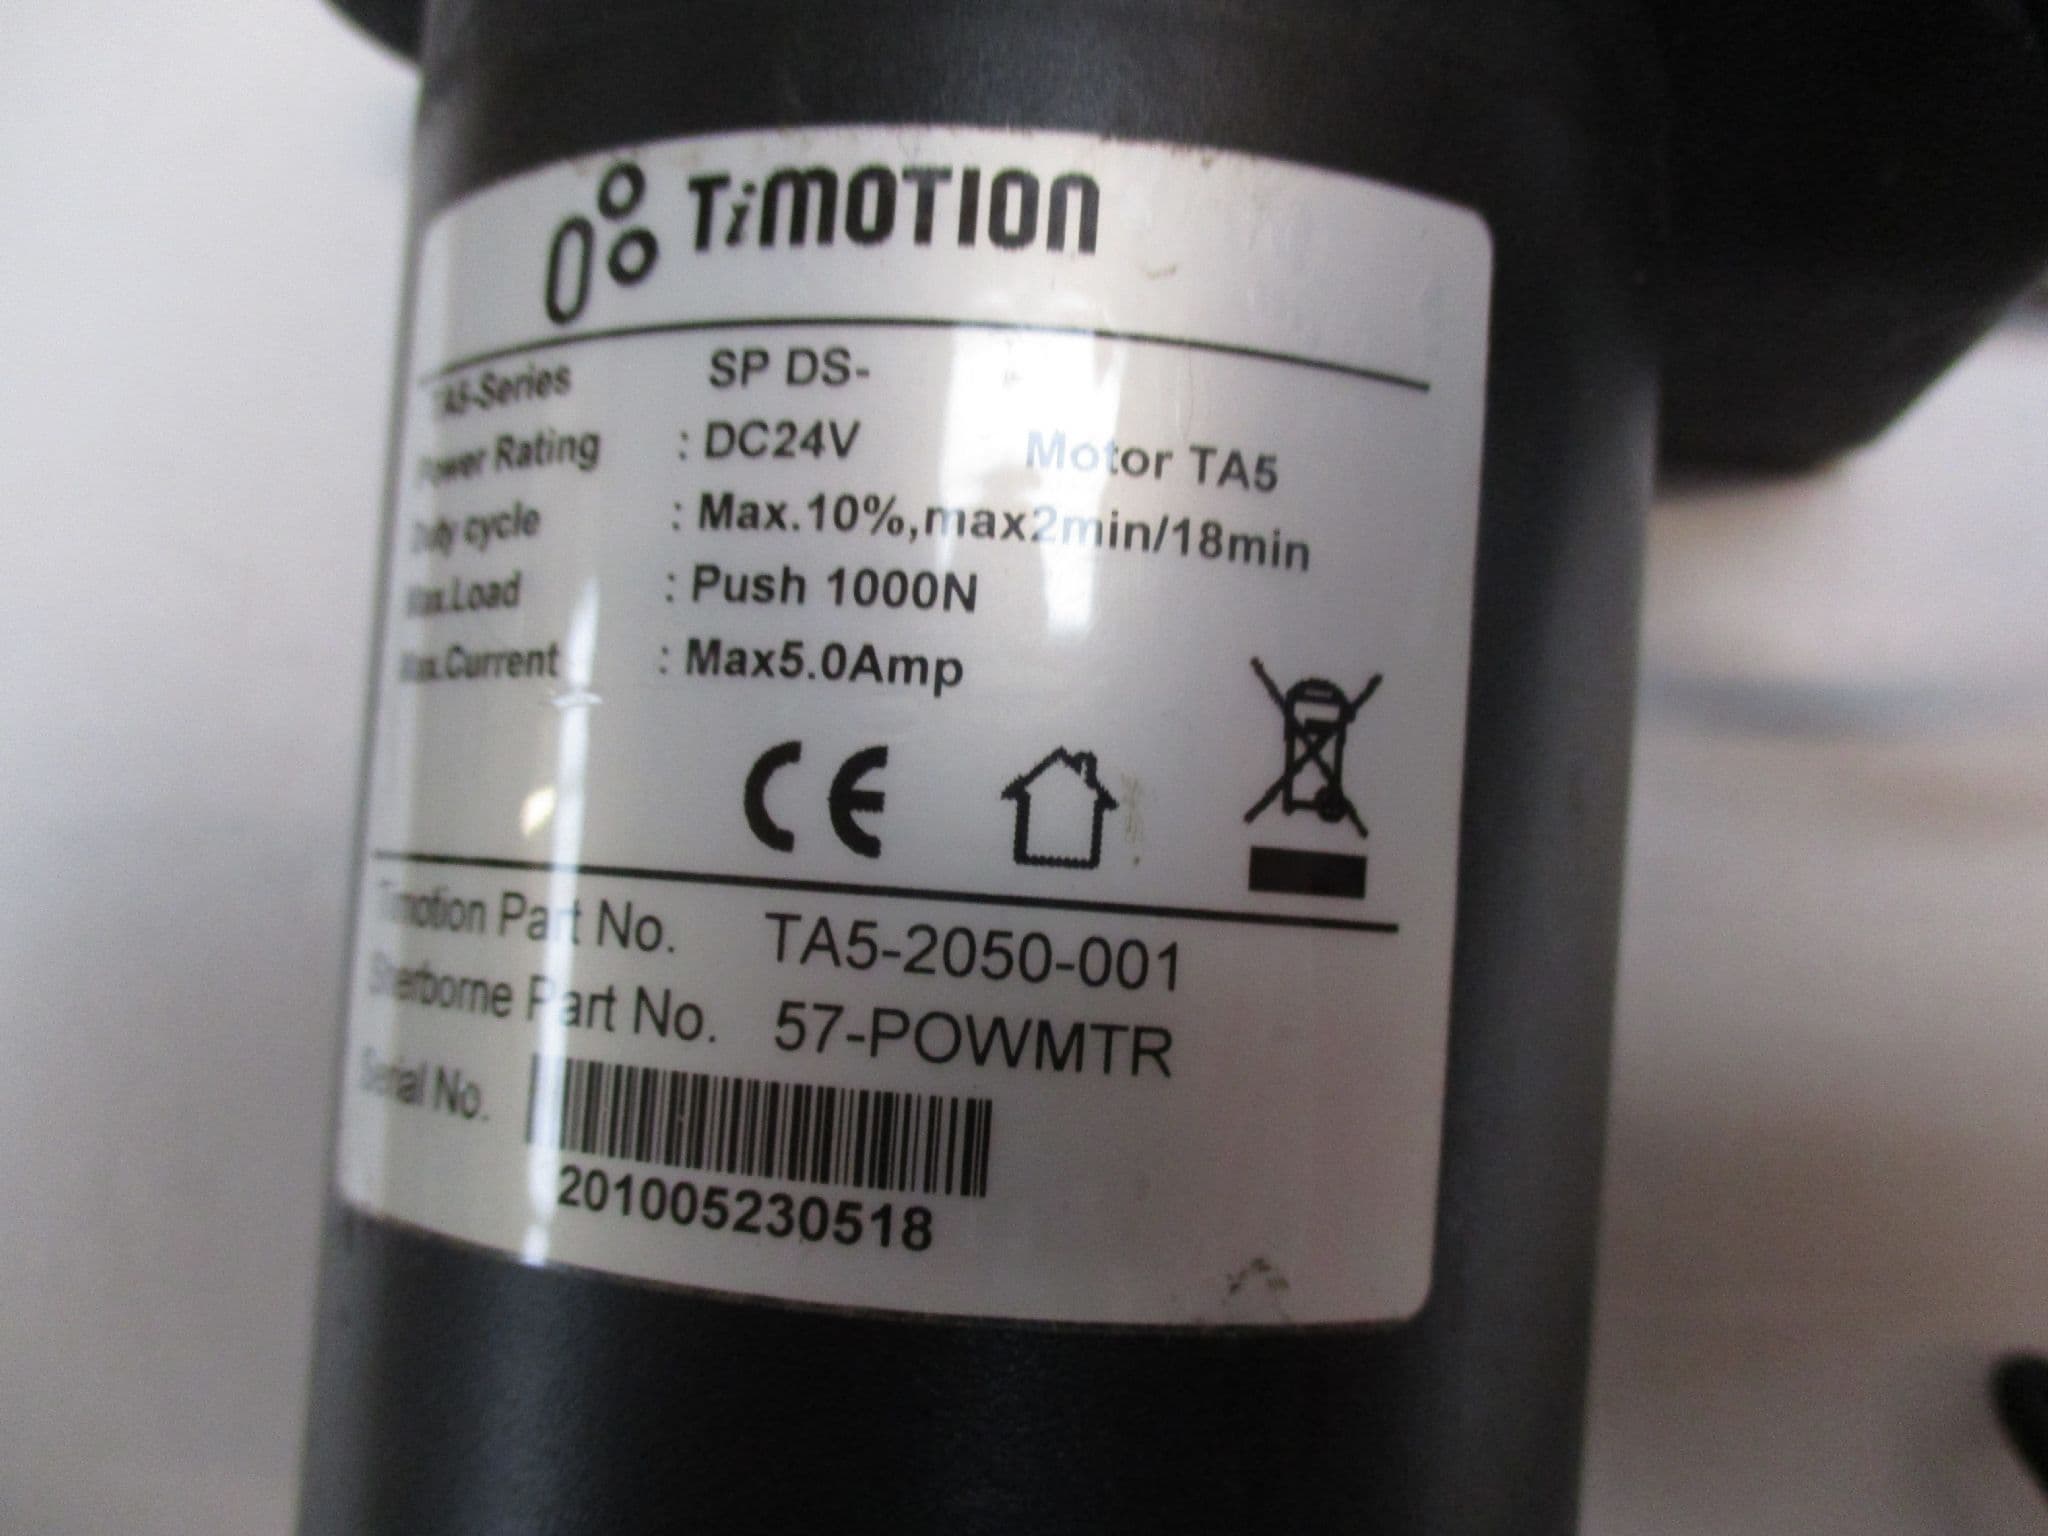 TiMOTION
TA5-Series SP DS-
Power Rating : DC24V Motor TA5
Duty cycle : Max.10%,max2min/18min
Max.Load : Push 1000N
Max.Current : Max5.0Amp
CE
Timotion Part No. TA5-2050-001
Sherborne Part No. 57-POWMTR
Serial No.
201005230518